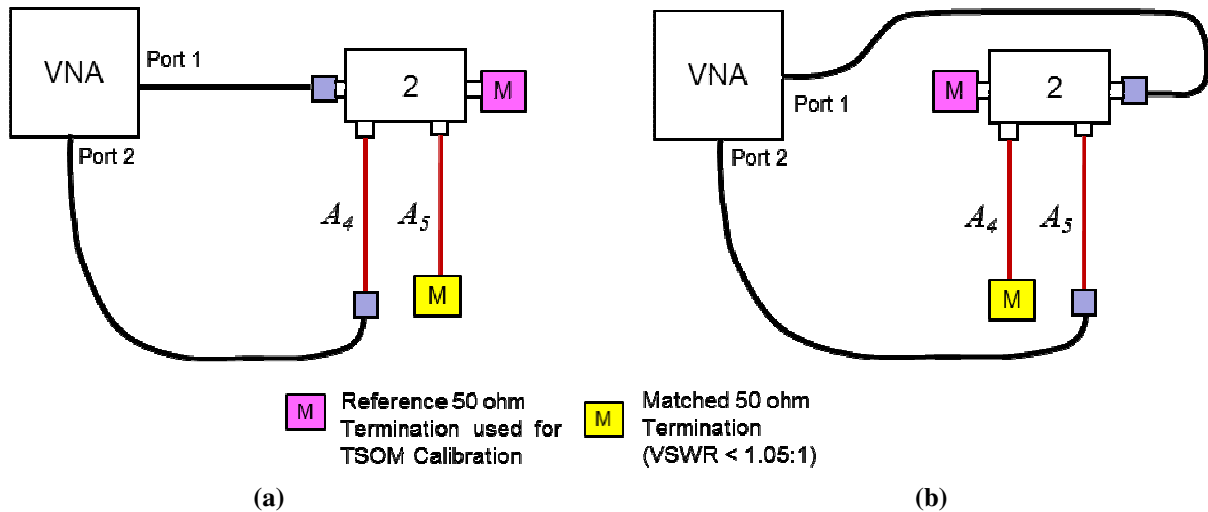 VNA
Port 1
2
M
Port 2
A4
A5
M
(a)
VNA
Port 1
M
2
Port 2
A4
A5
M
(b)
M
Reference 50 ohm
Termination used for
TSOM Calibration
M
Matched 50 ohm
Termination
(VSWR < 1.05:1)